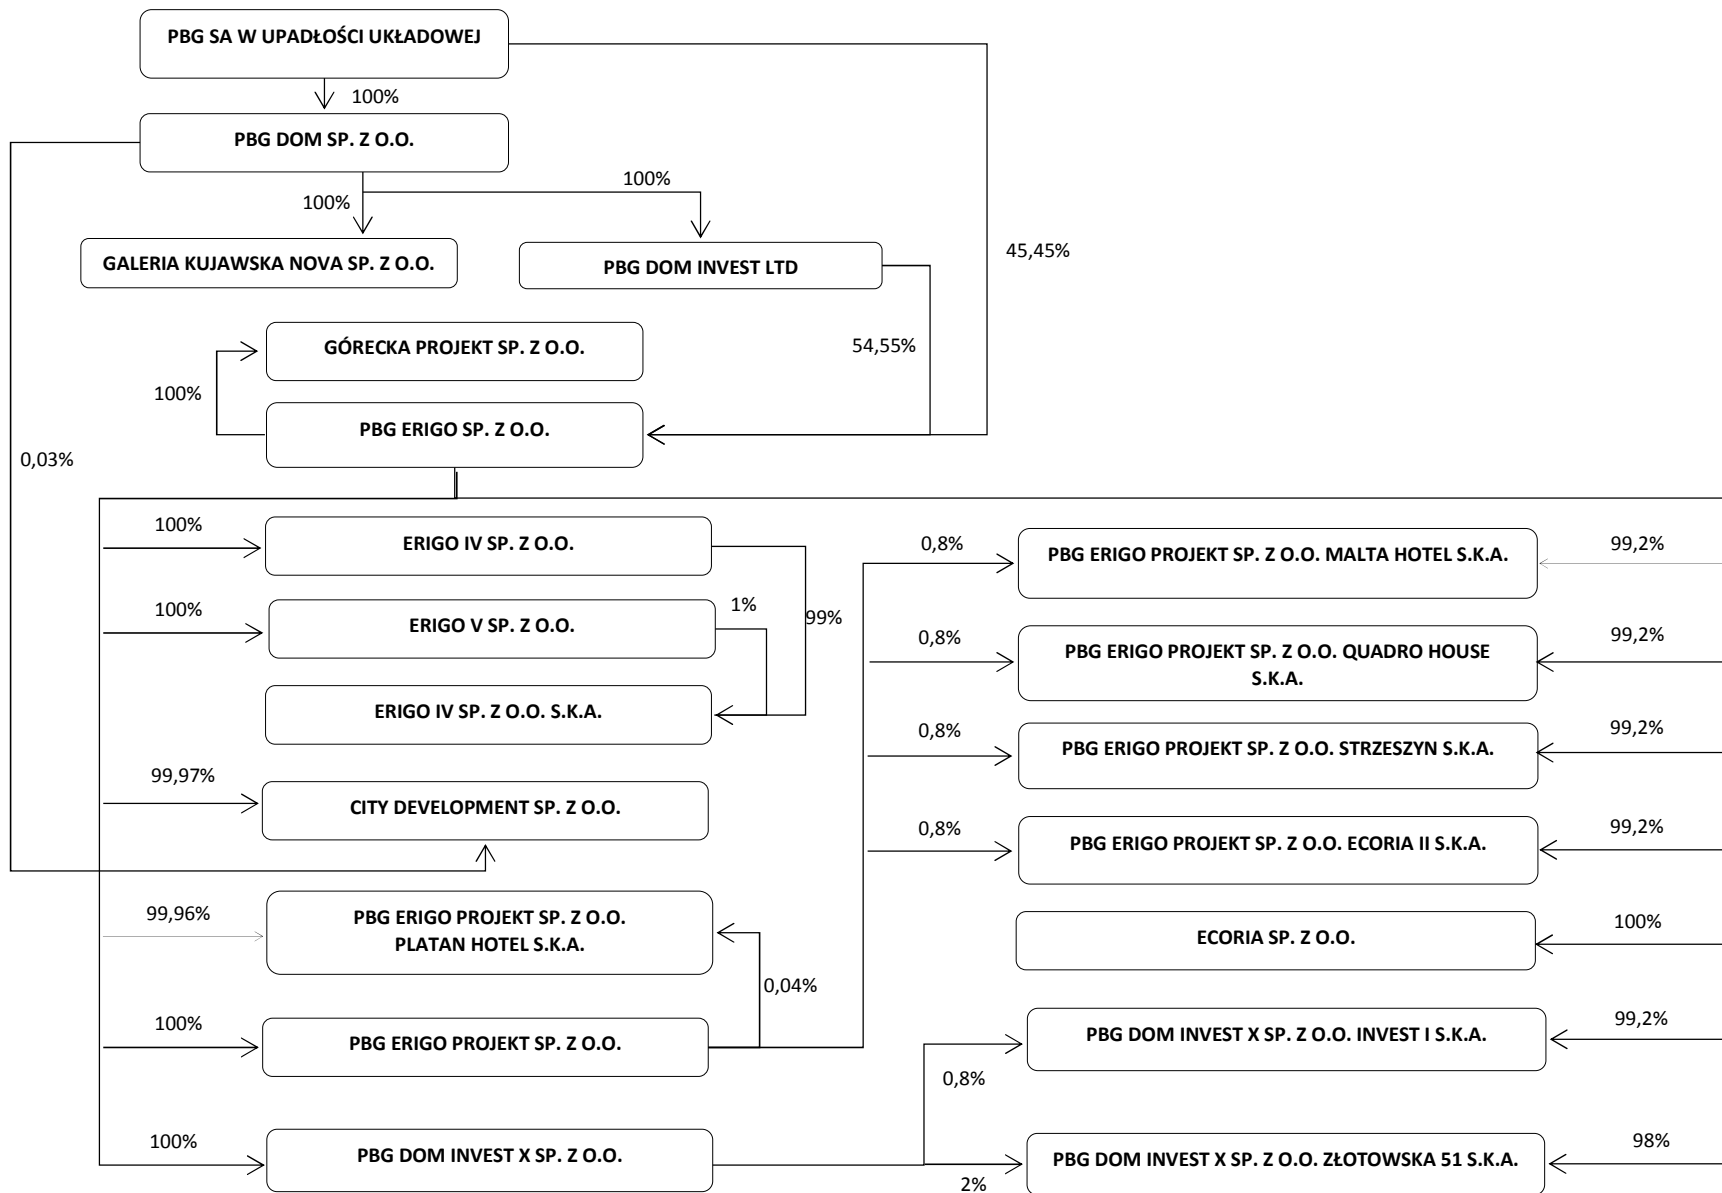 PBG SA W UPADŁOŚCI UKŁADOWEJ
100%
PBG DOM SP. Z O.O.
100%
100%
GALERIA KUJAWSKA NOVA SP. Z O.O.
PBG DOM INVEST LTD
45,45%
54,55%
GÓRECKA PROJEKT SP. Z O.O.
100%
PBG ERIGO SP. Z O.O.
0,03%
100%
ERIGO IV SP. Z O.O.
100%
ERIGO V SP. Z O.O.
1%
99%
ERIGO IV SP. Z O.O. S.K.A.
99,97%
CITY DEVELOPMENT SP. Z O.O.
99,96%
PBG ERIGO PROJEKT SP. Z O.O.
PLATAN HOTEL S.K.A.
0,04%
100%
PBG ERIGO PROJEKT SP. Z O.O.
100%
PBG DOM INVEST X SP. Z O.O.
0,8%
PBG ERIGO PROJEKT SP. Z O.O. MALTA HOTEL S.K.A.
99,2%
0,8%
PBG ERIGO PROJEKT SP. Z O.O. QUADRO HOUSE
S.K.A.
99,2%
0,8%
PBG ERIGO PROJEKT SP. Z O.O. STRZESZYN S.K.A.
99,2%
0,8%
PBG ERIGO PROJEKT SP. Z O.O. ECORIA II S.K.A.
99,2%
ECORIA SP. Z O.O.
100%
PBG DOM INVEST X SP. Z O.O. INVEST I S.K.A.
99,2%
0,8%
PBG DOM INVEST X SP. Z O.O. ZŁOTOWSKA 51 S.K.A.
98%
2%